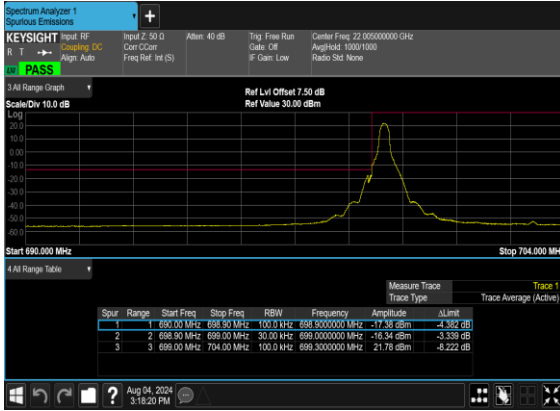 Spectrum Analyzer 1
Spurious Emissions
KEYSIGHT Input: RF Input Z: 50 Ω Atten: 40 dB Trig: Free Run Center Freq: 22.005000000 GHz
R T Coupling: DC Corr CCorr Gate: Off Avg|Hold: 1000/1000
Align: Auto Freq Ref: Int (S) IF Gain: Low Radio Std: None
PASS
3 All Range Graph
Ref Lvl Offset 7.50 dB
Scale/Div 10.0 dB Ref Value 30.00 dBm
Log
20.0
10.0
0.00
-10.0
-20.0
-30.0
-40.0
-50.0
-60.0
Start 690.000 MHz Stop 704.000 MH
4 All Range Table
Measure Trace Trace 1
Trace Type Trace Average (Active)
Spur Range Start Freq Stop Freq RBW Frequency Amplitude ΔLimit
1 1 690.00 MHz 698.90 MHz 100.0 kHz 698.9000000 MHz -17.38 dBm -4.382 dB
2 2 698.90 MHz 699.00 MHz 30.00 kHz 699.0000000 MHz -16.34 dBm -3.339 dB
3 3 699.00 MHz 704.00 MHz 100.0 kHz 699.3000000 MHz 21.78 dBm -8.222 dB
? Aug 04, 2024
3:18:20 PM